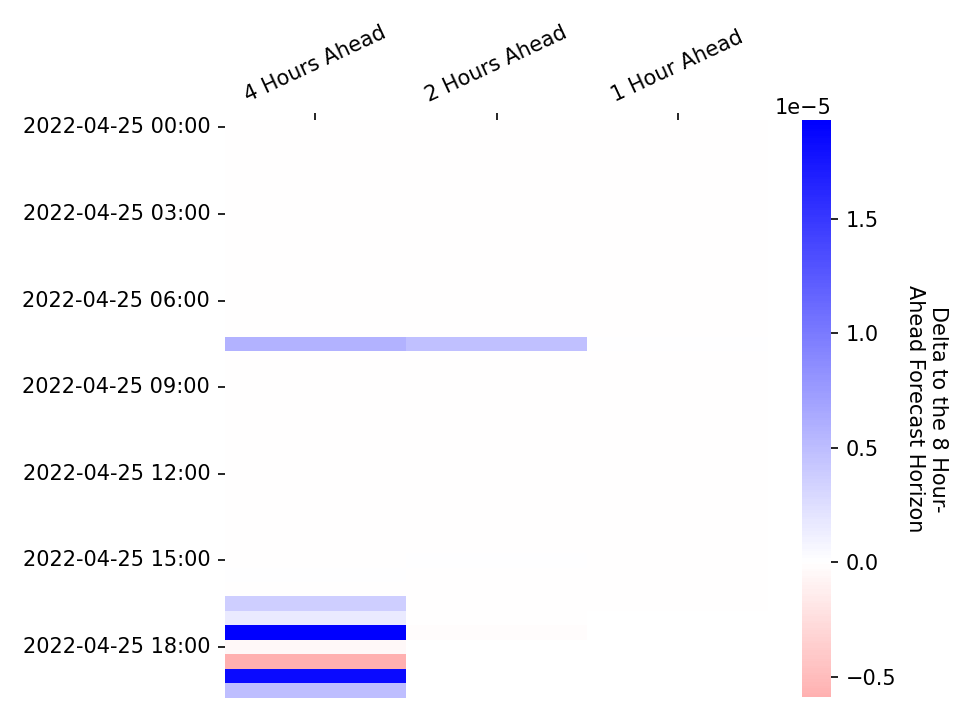 4 Hours Ahead
2 Hours Ahead
1 Hour Ahead
1e−5
2022-04-25 00:00
2022-04-25 03:00
2022-04-25 06:00
2022-04-25 09:00
2022-04-25 12:00
2022-04-25 15:00
2022-04-25 18:00
1.5
1.0
0.5
0.0
−0.5
Delta to the 8 Hour-
Ahead Forecast Horizon